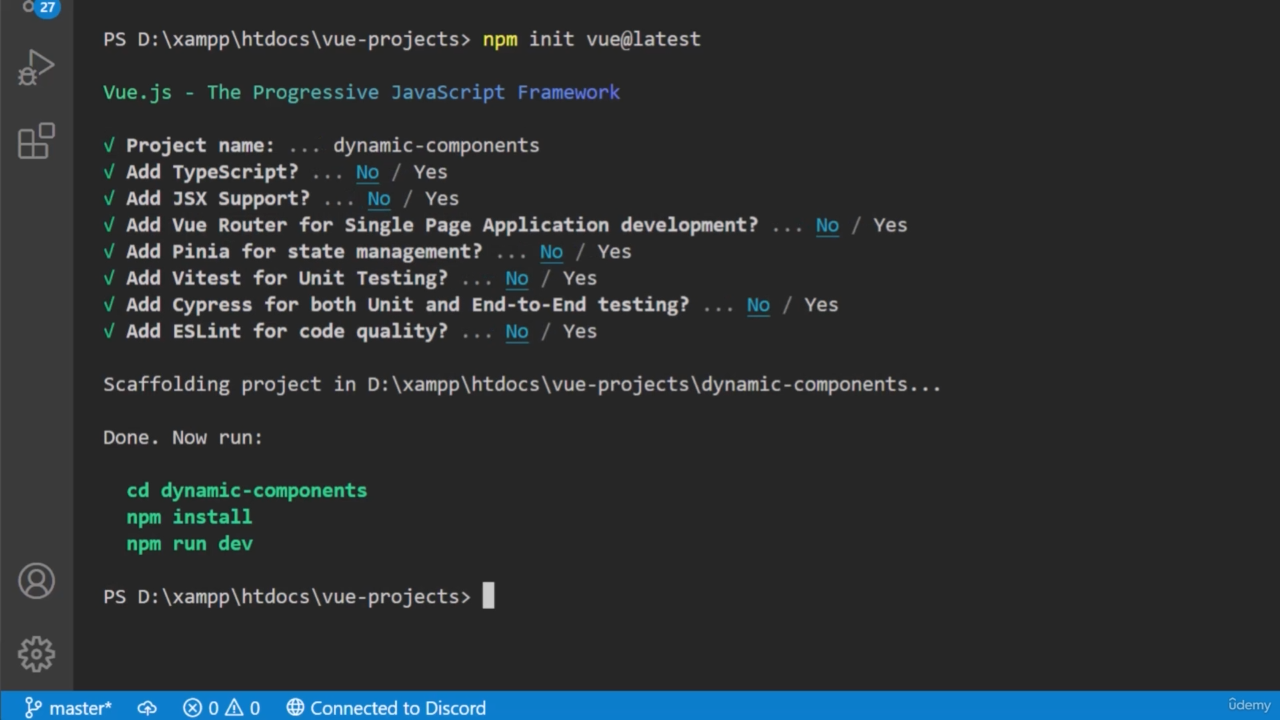 27
PS D:\xampp\htdocs\vue-projects> npm init vue@latest
Vue.js - The Progressive JavaScript Framework
√ Project name: ... dynamic-components
√ Add TypeScript? ... No / Yes
√ Add JSX Support? ... No / Yes
√ Add Vue Router for Single Page Application development? ... No / Yes
√ Add Pinia for state management? ... No / Yes
√ Add Vitest for Unit Testing? ... No / Yes
√ Add Cypress for both Unit and End-to-End testing? ... No / Yes
√ Add ESLint for code quality? ... No / Yes
Scaffolding project in D:\xampp\htdocs\vue-projects\dynamic-components...
Done. Now run:
cd dynamic-components
npm install
npm run dev
PS D:\xampp\htdocs\vue-projects>
master* 0 0 Connected to Discord
ûdemy